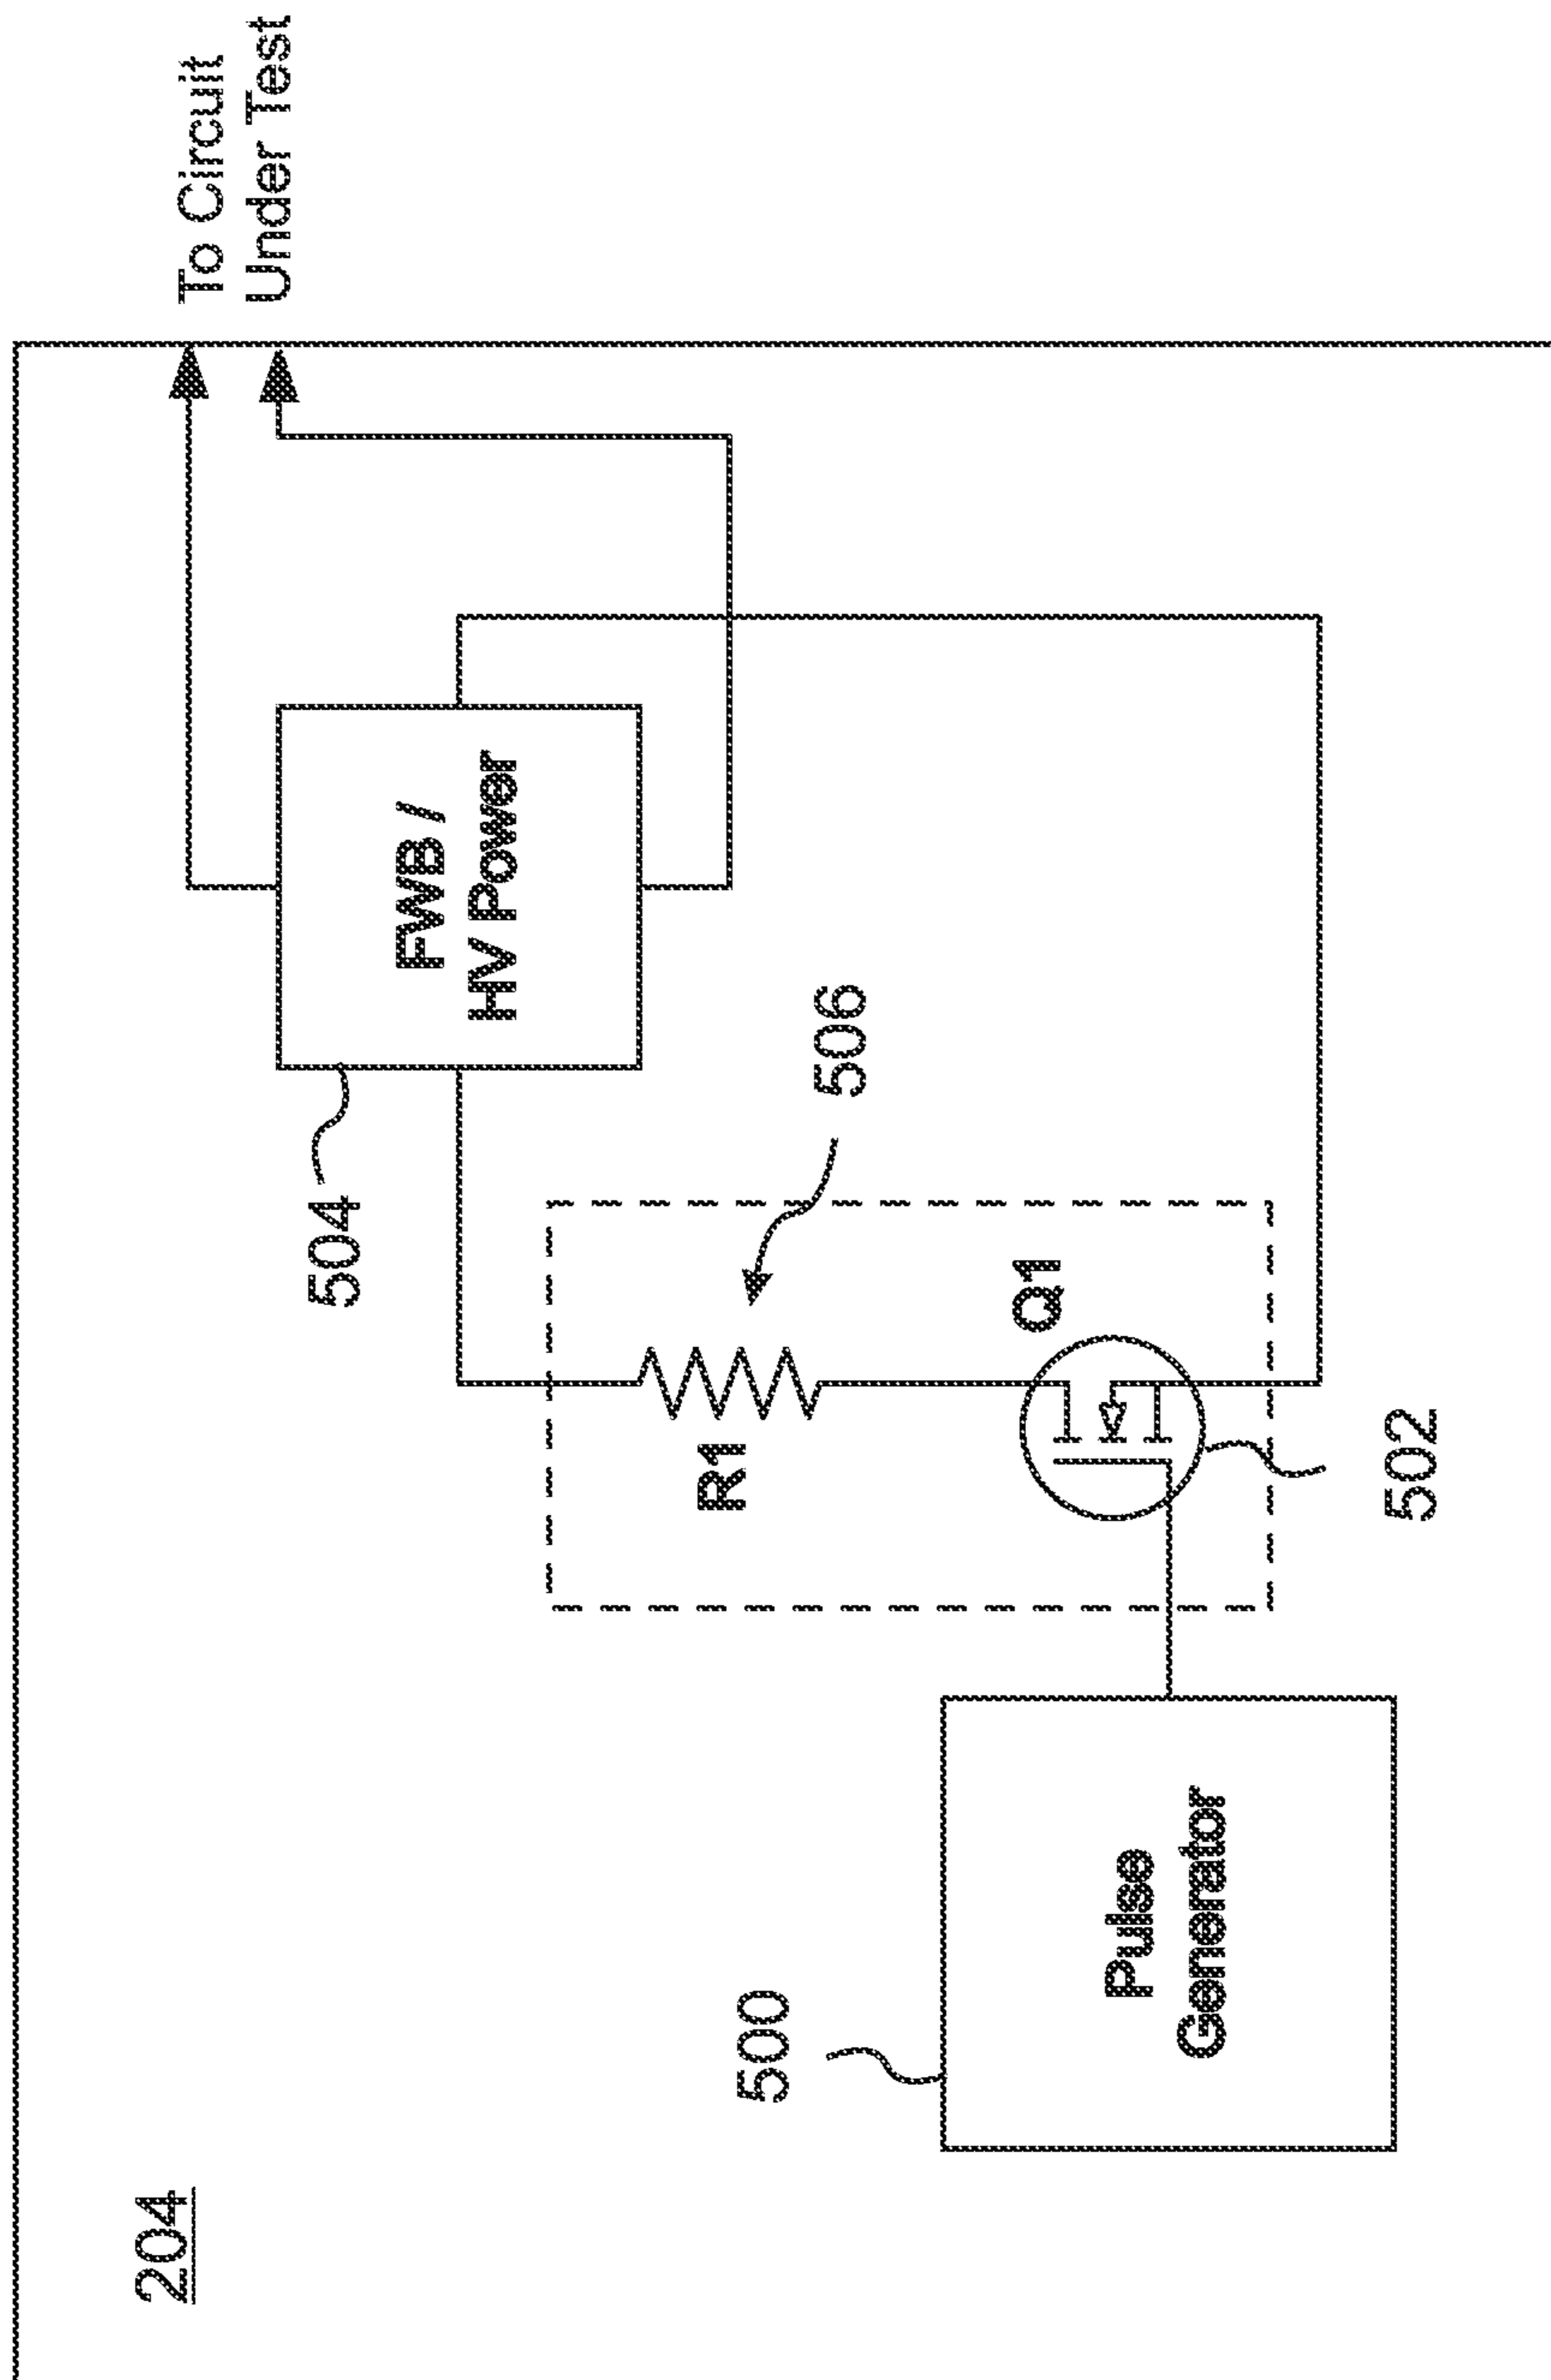 204
To Circuit
Under Test
504
FWB /
HV Power
506
R1
Q1
500
Pulse
Generator
502